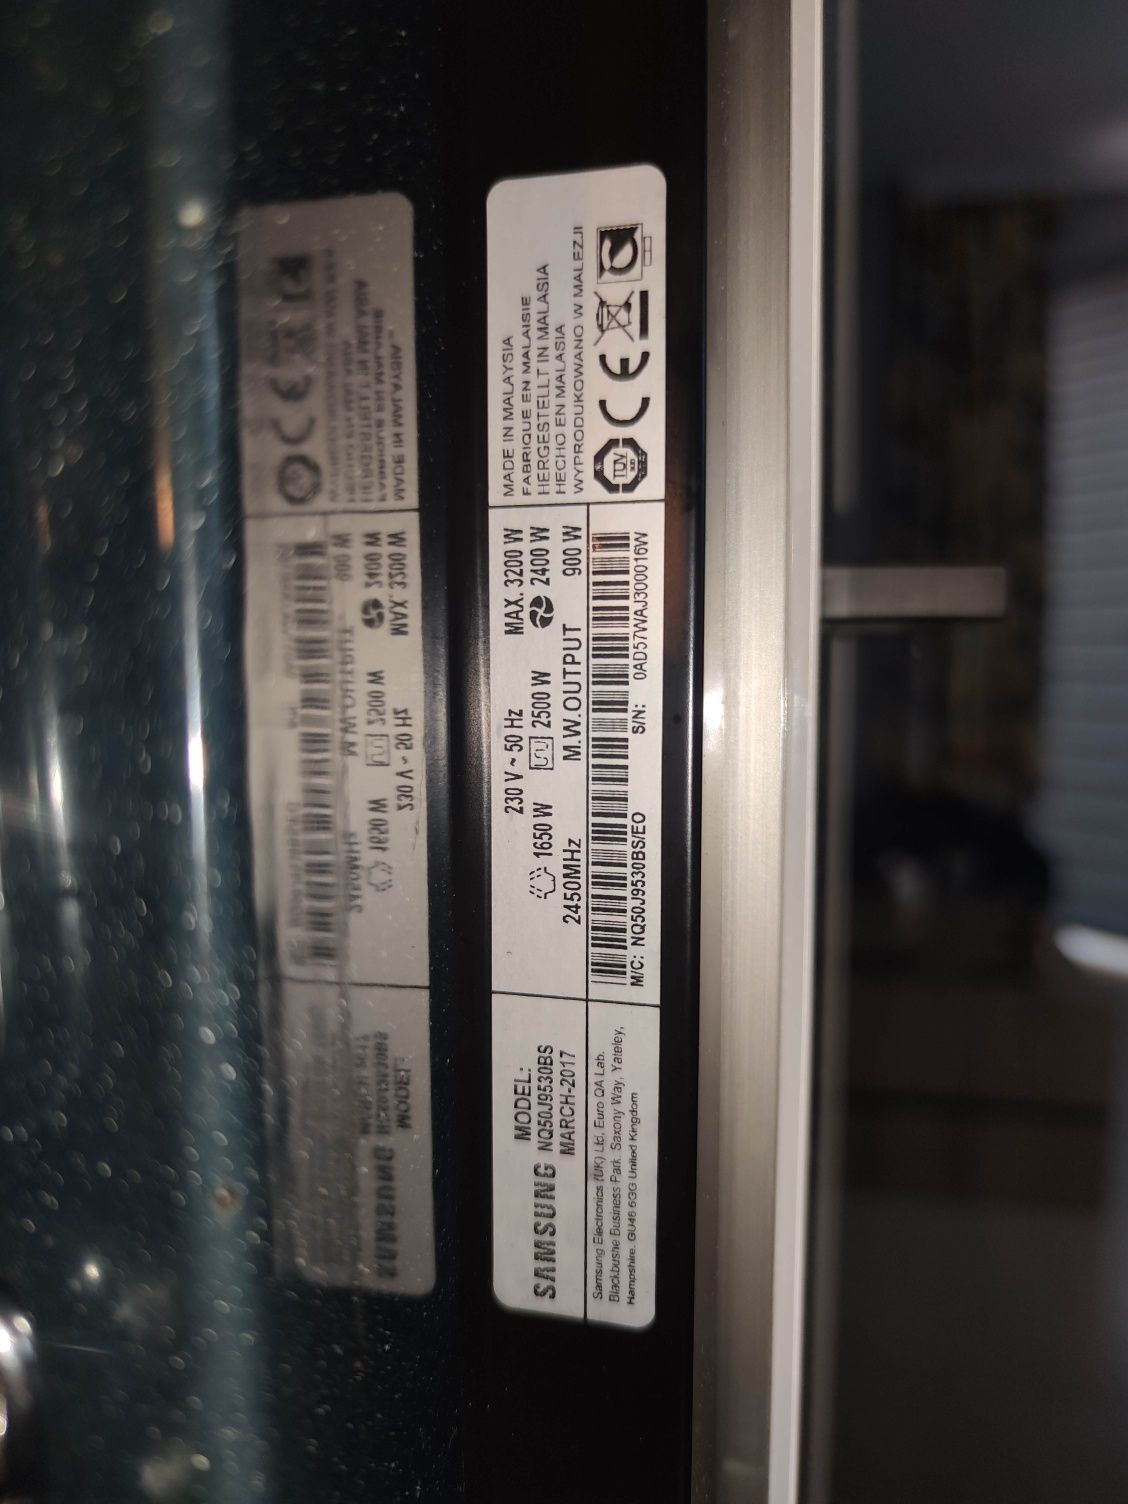 SAMSUNG
MODEL:
NQ50J9530BS
MARCH-2017
Samsung Electronics (UK) Ltd, Euro QA Lab.
Blackbushe Business Park. Saxony Way, Yateley,
Hampshire. GU46 6GG United Kingdom
230 V ~ 50 Hz MAX. 3200 W
1650 W 2500 W 2400 W
2450MHz M.W.OUTPUT 900 W
M/C: NQ50J9530BS/EO S/N: 0AD57WAJ300016W
MADE IN MALAYSIA
FABRIQUE EN MALAISIE
HERGESTELLT IN MALASIA
HECHO EN MALASIA
WYPRODUKOWANO W MALEZJI
TÜV CE